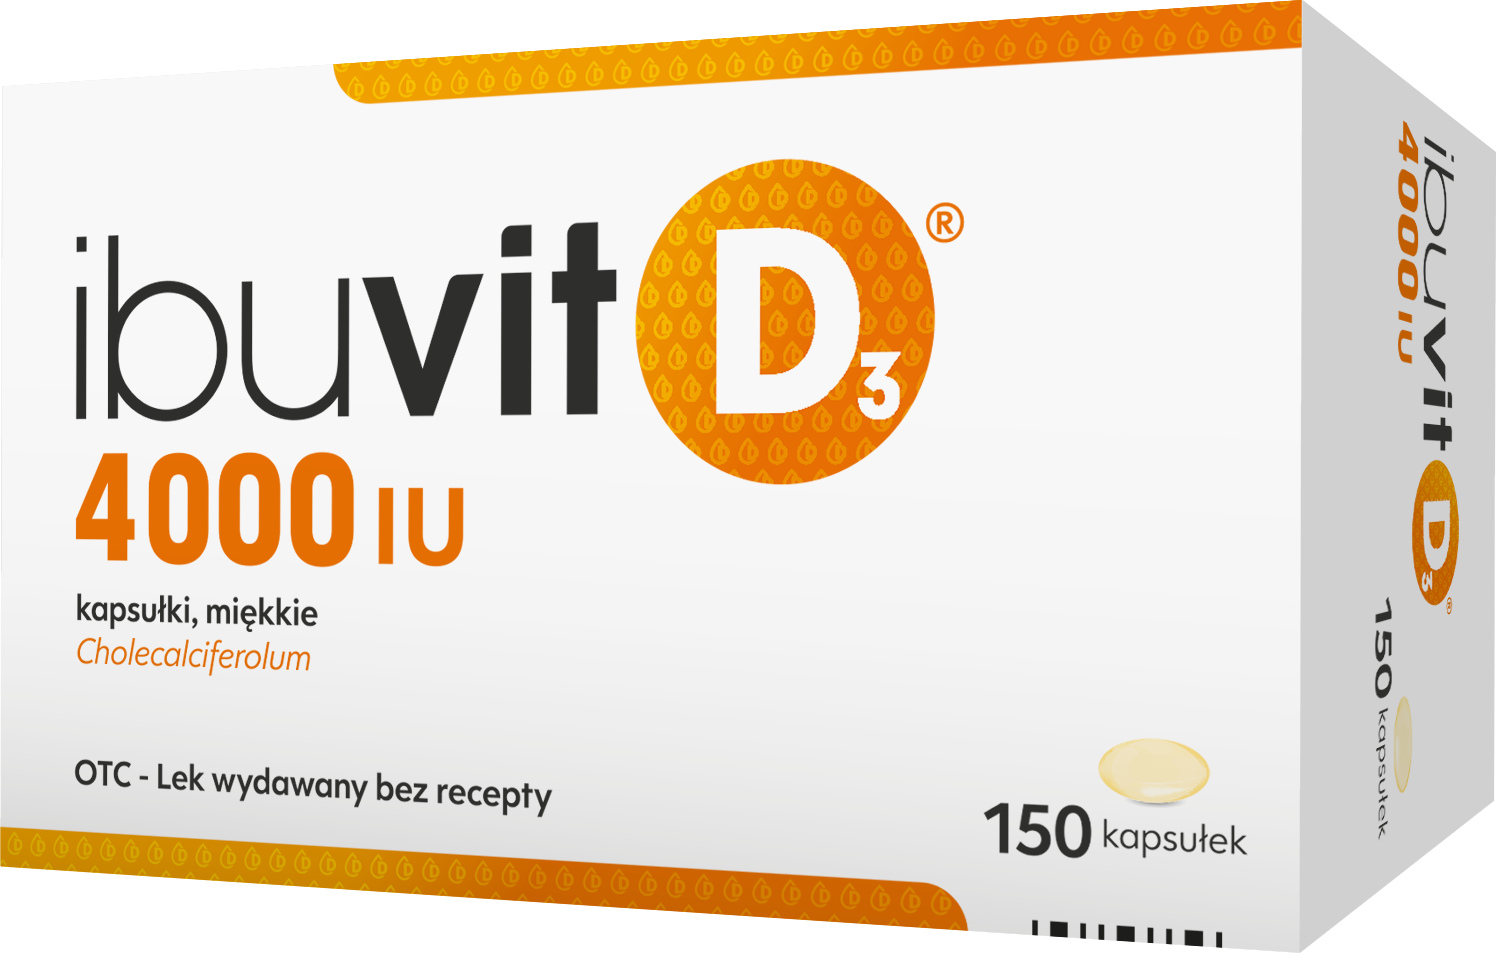 ibuvit D3®
4000 IU
kapsułki, miękkie
Cholecalciferolum
OTC - Lek wydawany bez recepty
150 kapsułek
ibuvit D3®
4000 IU
150 kapsułek